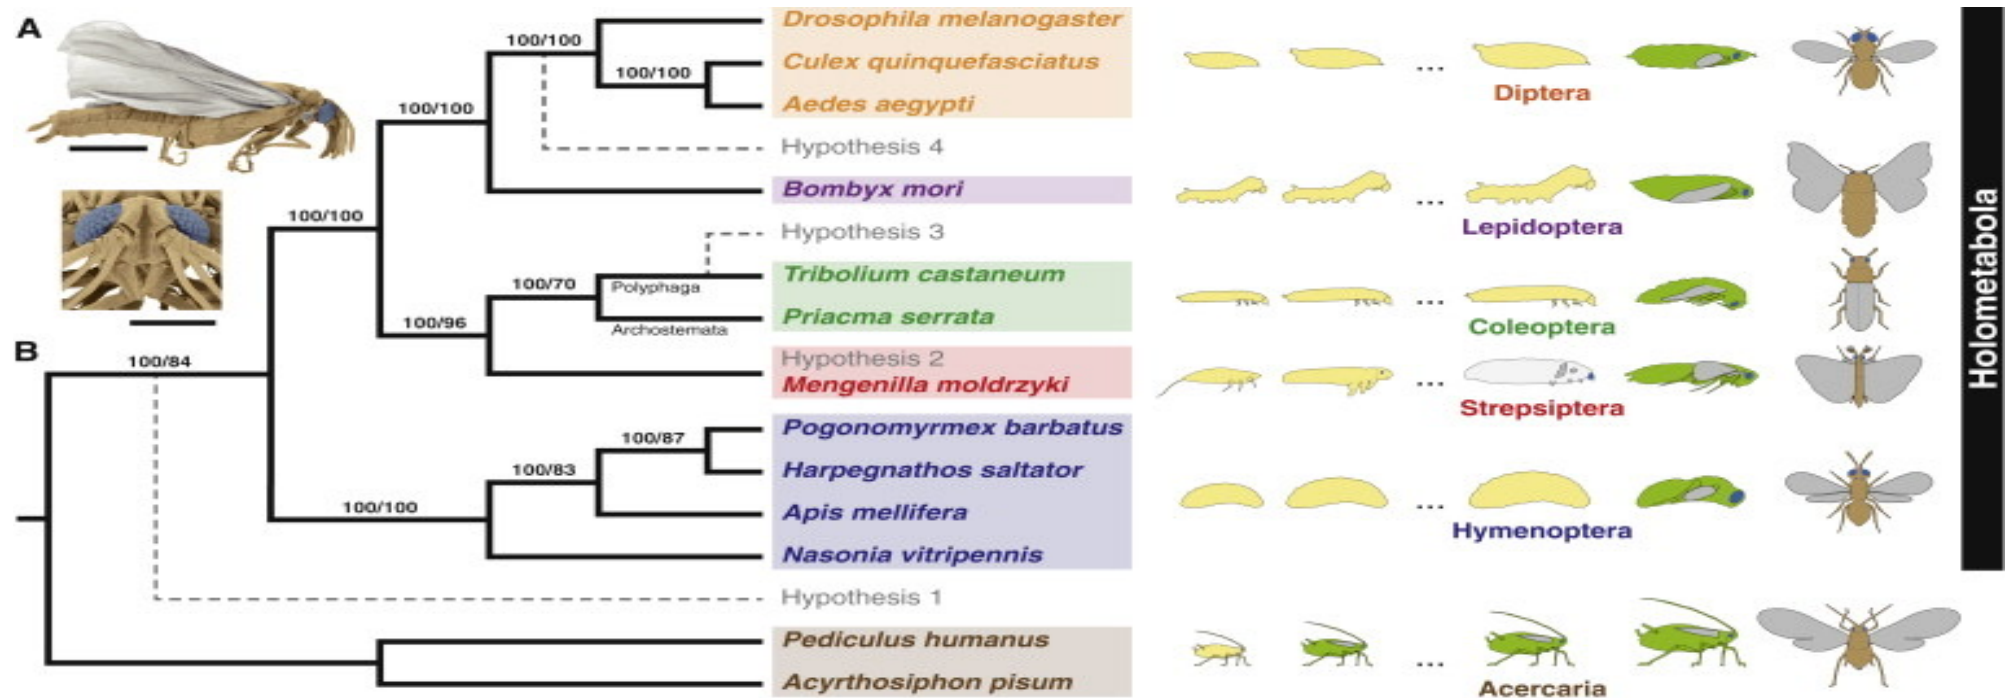 A
B
100/100
Drosophila melanogaster
100/100
Culex quinquefasciatus
Aedes aegypti
Diptera
100/100
Hypothesis 4
Bombyx mori
Lepidoptera
100/100
Hypothesis 3
100/70
Polyphaga
Tribolium castaneum
Archostemata
Priacma serrata
Coleoptera
100/96
Hypothesis 2
Mengenilla moldrzyki
Strepsiptera
100/84
100/87
Pogonomyrmex barbatus
100/83
Harpegnathos saltator
100/100
Apis mellifera
Nasonia vitripennis
Hymenoptera
Hypothesis 1
Pediculus humanus
Acyrthosiphon pisum
Acercaria
Holometabola
...
...
...
...
...
...